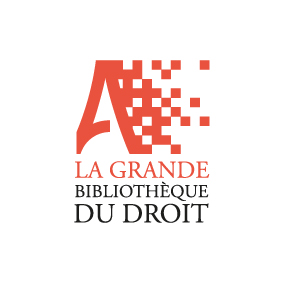 A
LA GRANDE
BIBLIOTHÈQUE
DU DROIT